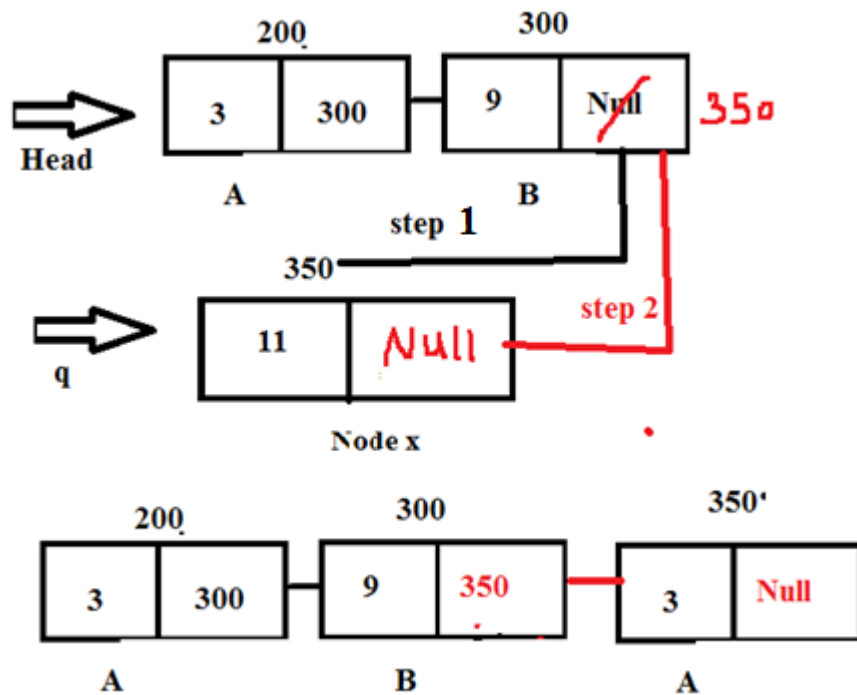 200 300
3 300 9 Null 350
Head
A B
step 1
350
11 Null step 2
q
Node x
200 300 350
3 300 9 350 3 Null
A B A